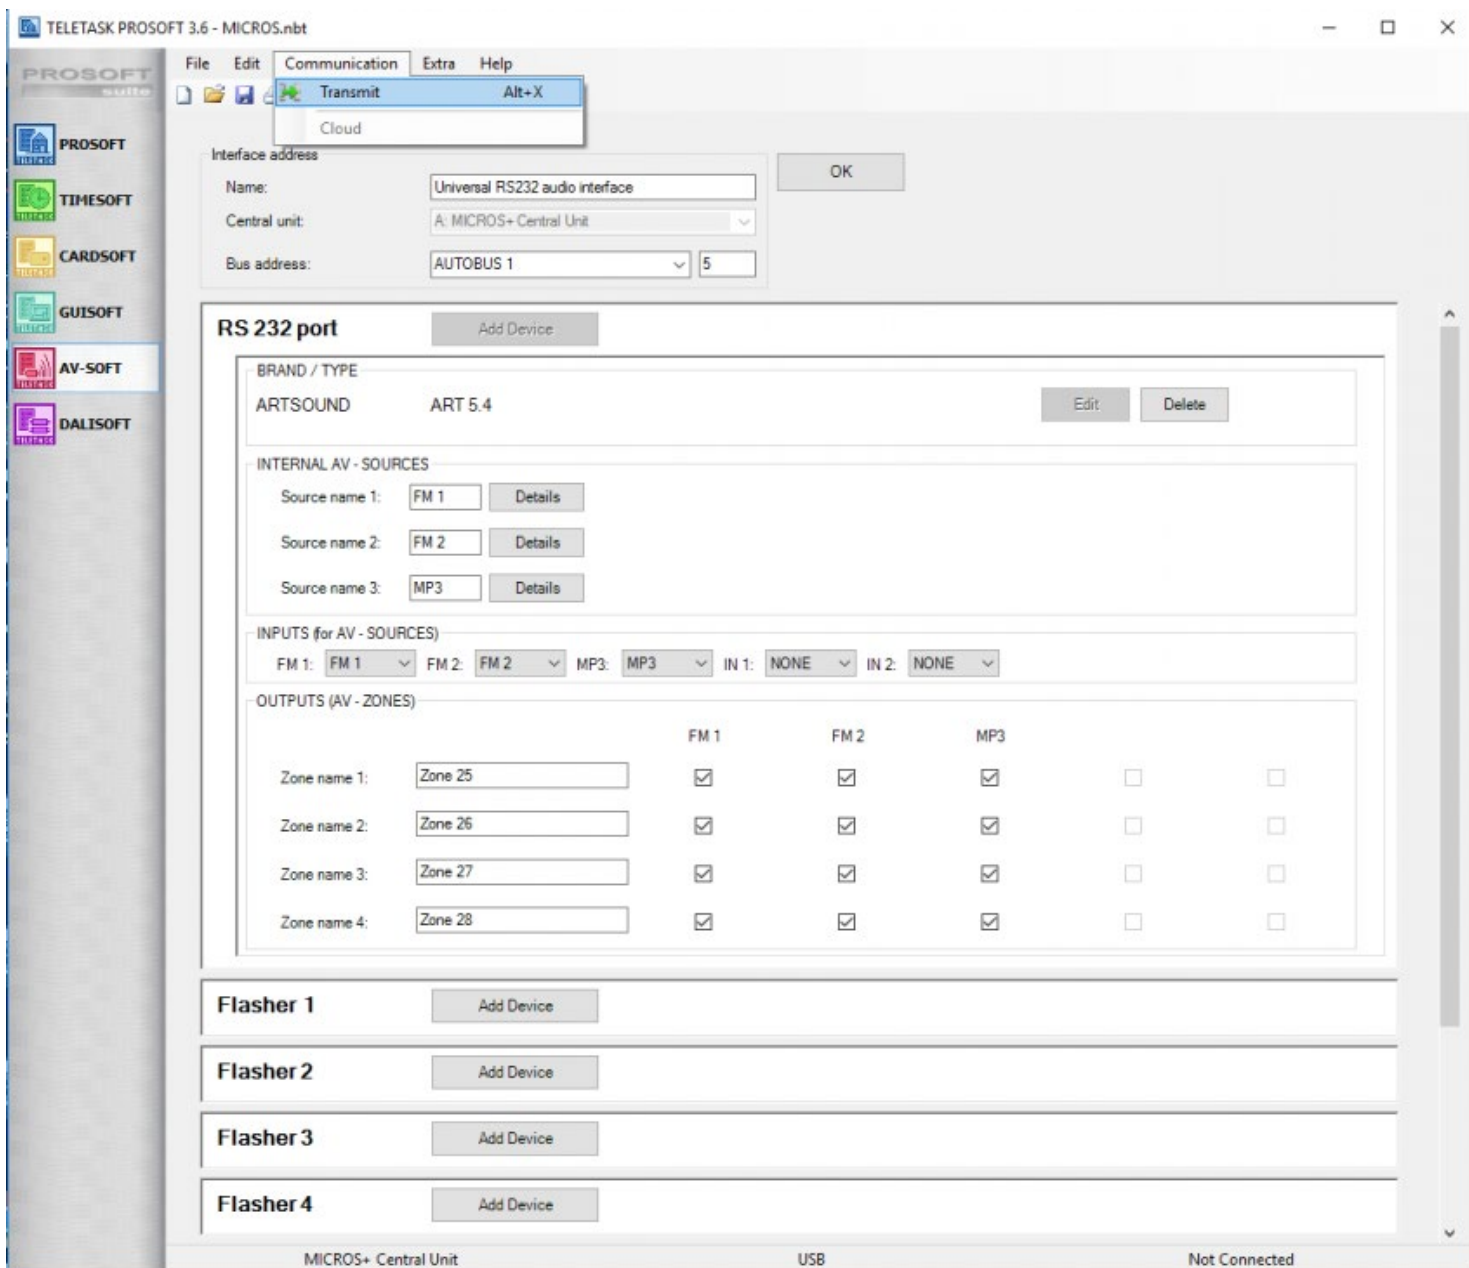 TELETASK PROSOFT 3.6 - MICROS.nbt
PROSOFT
suite
File Edit Communication Extra Help
Transmit Alt+X
Cloud
PROSOFT
TIMESOFT
CARDSOFT
GUISOFT
AV-SOFT
DALISOFT
Interface address
OK
Name: Universal RS232 audio interface
Central unit: A: MICROS+ Central Unit
Bus address: AUTOBUS 1 5
RS 232 port Add Device
BRAND / TYPE
ARTSOUND ART 5.4 Edit Delete
INTERNAL AV - SOURCES
Source name 1: FM 1 Details
Source name 2: FM 2 Details
Source name 3: MP3 Details
INPUTS (for AV - SOURCES)
FM 1: FM 1 FM 2: FM 2 MP3: MP3 IN 1: NONE IN 2: NONE
OUTPUTS (AV - ZONES)
FM 1 FM 2 MP3
Zone name 1: Zone 25
Zone name 2: Zone 26
Zone name 3: Zone 27
Zone name 4: Zone 28
Flasher 1 Add Device
Flasher 2 Add Device
Flasher 3 Add Device
Flasher 4 Add Device
MICROS+ Central Unit USB Not Connected